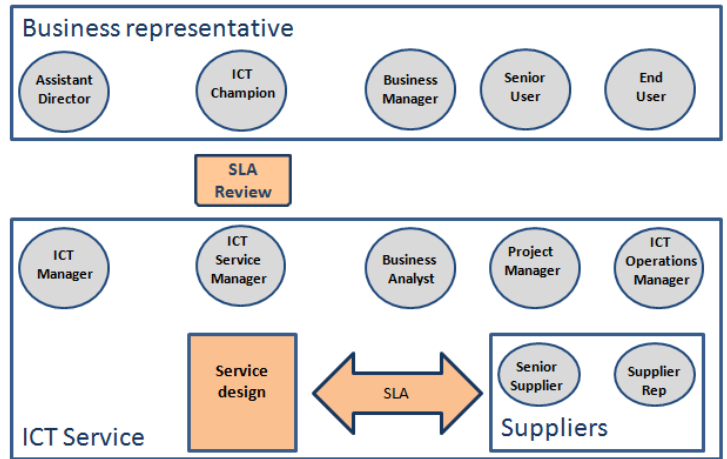 Business representative
Assistant
Director
ICT
Champion
Business
Manager
Senior
User
End
User
SLA
Review
ICT
Manager
ICT
Service
Manager
Business
Analyst
Project
Manager
ICT
Operations
Manager
Service
design
SLA
Senior
Supplier
Supplier
Rep
ICT Service
Suppliers